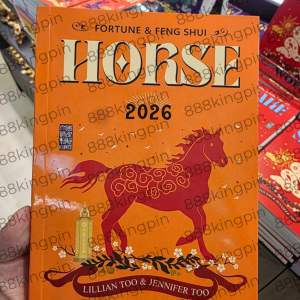 FORTUNE & FENG SHUI
HORSE
2026
LILLIAN TOO & JENNIFER TOO
888kingpin